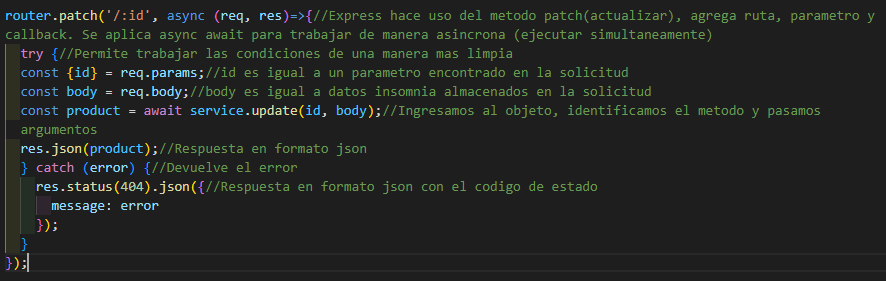 router.patch('/:id', async (req, res)=>{//Express hace uso del metodo patch(actualizar), agrega ruta, parametro y
callback. Se aplica async await para trabajar de manera asincrona (ejecutar simultaneamente)
try {//Permite trabajar las condiciones de una manera mas limpia
const {id} = req.params;//id es igual a un parametro encontrado en la solicitud
const body = req.body;//body es igual a datos insomnia almacenados en la solicitud
const product = await service.update(id, body);//Ingresamos al objeto, identificamos el metodo y pasamos
argumentos
res.json(product);//Respuesta en formato json
} catch (error) {//Devuelve el error
res.status(404).json({//Respuesta en formato json con el codigo de estado
message: error
});
}
});